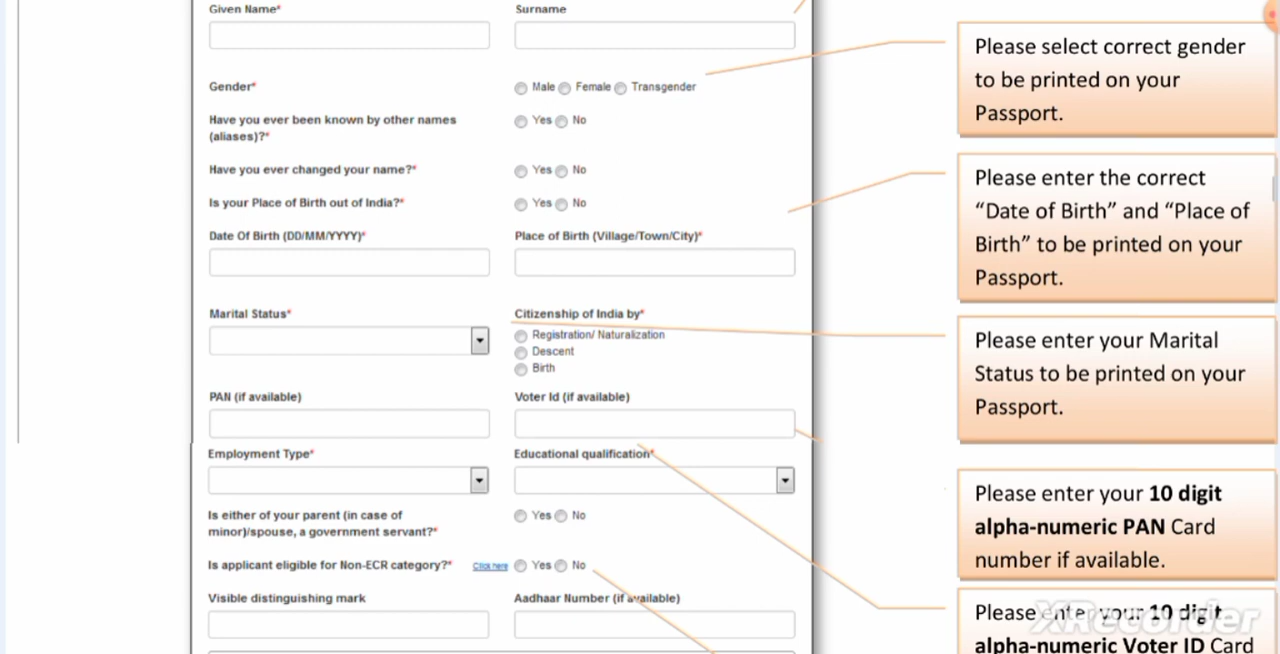 Given Name*
Surname
Gender*
Male Female Transgender
Have you ever been known by other names
(aliases)?*
Yes No
Have you ever changed your name?*
Yes No
Is your Place of Birth out of India?*
Yes No
Date Of Birth (DD/MM/YYYY)*
Place of Birth (Village/Town/City)*
Marital Status*
Citizenship of India by*
Registration/ Naturalization
Descent
Birth
PAN (if available)
Voter Id (if available)
Employment Type*
Educational qualification*
Is either of your parent (in case of
minor)/spouse, a government servant?*
Yes No
Is applicant eligible for Non-ECR category?*
Click here
Yes No
Visible distinguishing mark
Aadhaar Number (if available)
Please select correct gender
to be printed on your
Passport.
Please enter the correct
“Date of Birth” and “Place of
Birth” to be printed on your
Passport.
Please enter your Marital
Status to be printed on your
Passport.
Please enter your 10 digit
alpha-numeric PAN Card
number if available.
Please enter your 10 digit
alpha-numeric Voter ID Card
XRecorder